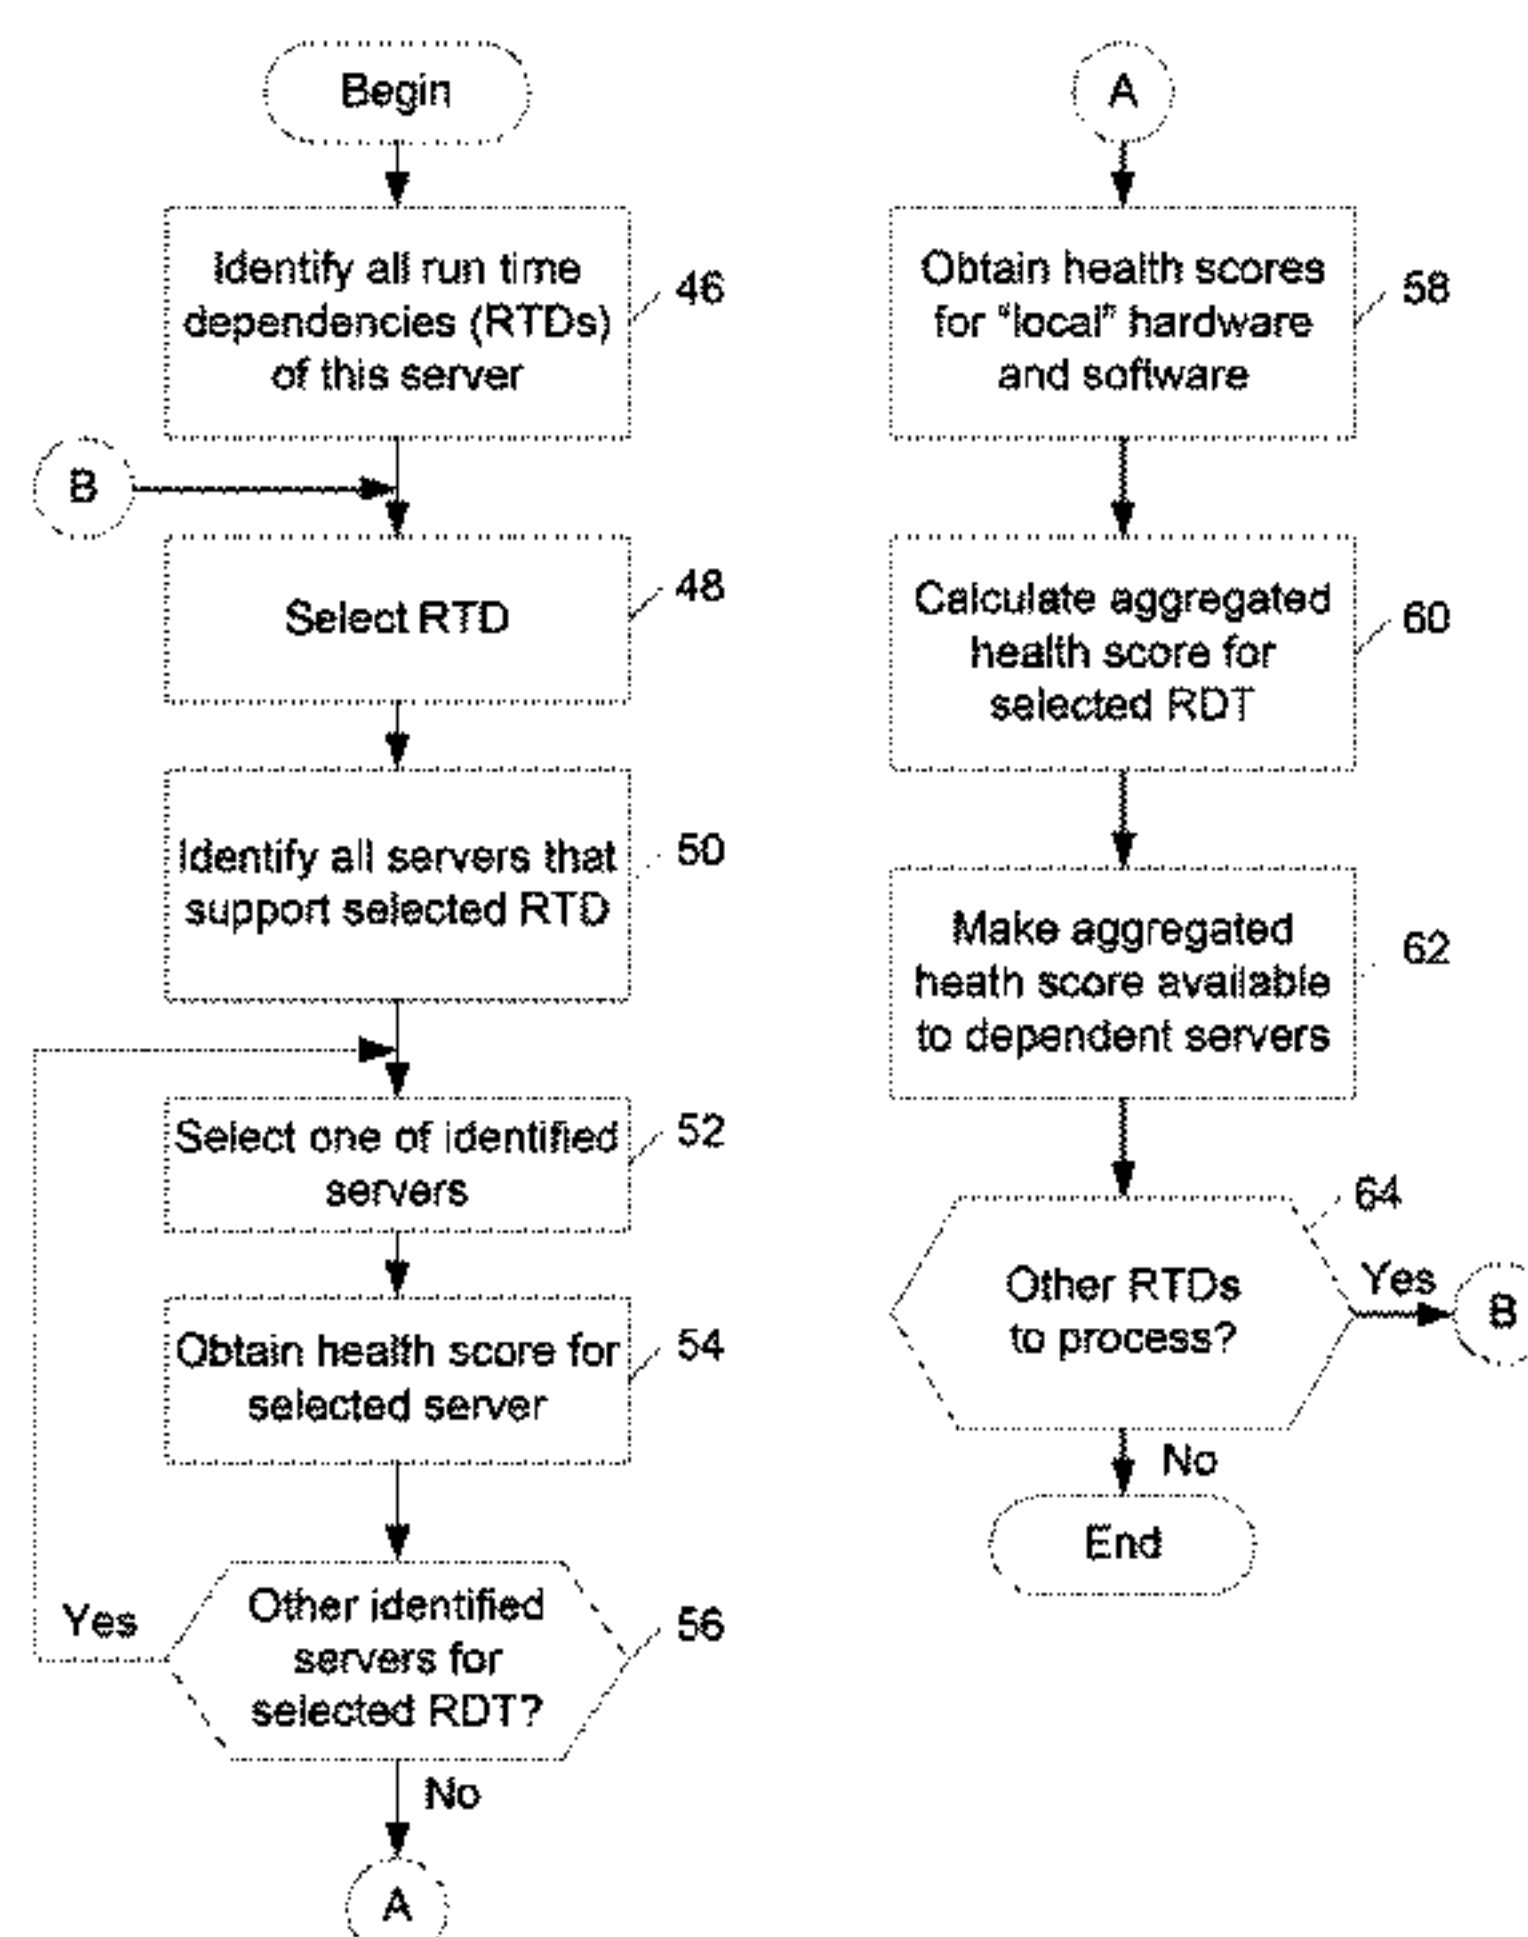 Begin
Identify all run time
dependencies (RTDs)
of this server
46
B
Select RTD
48
Identify all servers that
support selected RTD
50
Select one of identified
servers
52
Obtain health score for
selected server
54
Other identified
servers for
selected RDT?
56
Yes
No
A
A
Obtain health scores
for "local" hardware
and software
58
Calculate aggregated
health score for
selected RDT
60
Make aggregated
heath score available
to dependent servers
62
Other RTDs
to process?
64
Yes
B
No
End